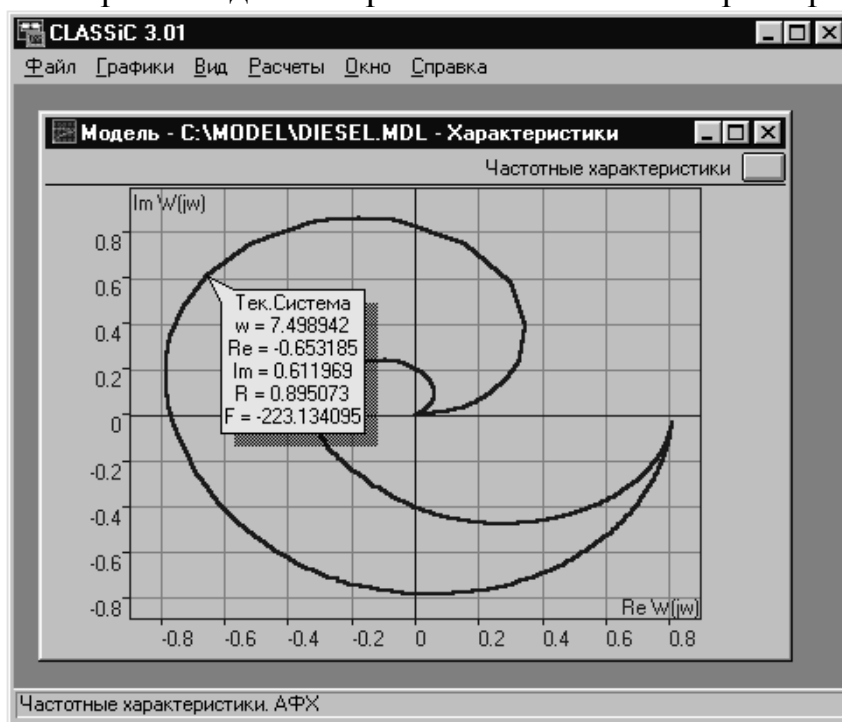 CLASSiC 3.01
Файл Графики Вид Расчеты Окно Справка
Модель - C:\MODEL\DIESEL.MDL - Характеристики
Частотные характеристики
Im W(jw)
0.8
0.6
0.4
0.2
0
-0.2
-0.4
-0.6
-0.8
Тек.Система
w = 7.498942
Re = -0.653185
Im = 0.611969
R = 0.895073
F = -223.134095
Re W(jw)
-0.8 -0.6 -0.4 -0.2 0 0.2 0.4 0.6 0.8
Частотные характеристики. АФХ